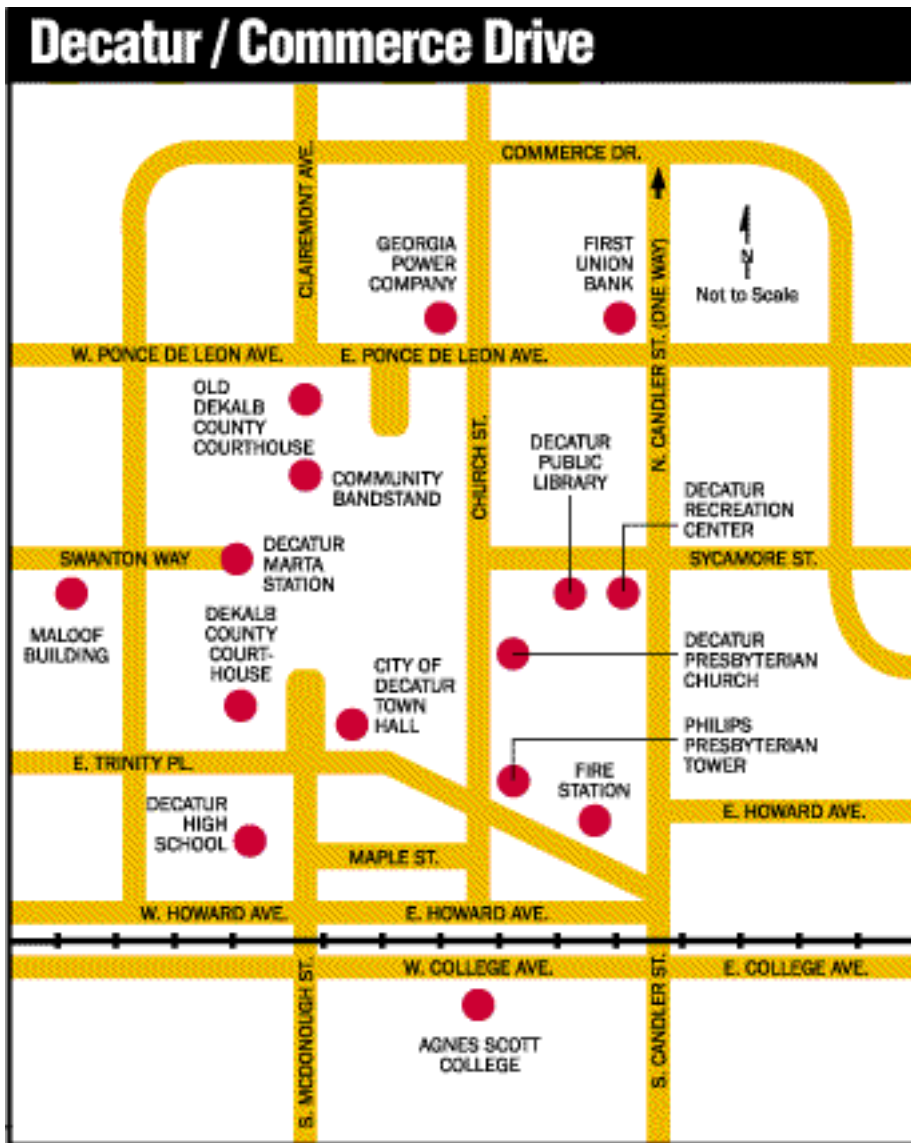 Decatur / Commerce Drive
COMMERCE DR.
CLAIREMONT AVE.
GEORGIA
POWER
COMPANY
FIRST
UNION
BANK
N. CANDLER ST. (ONE WAY)
N
Not to Scale
W. PONCE DE LEON AVE.
E. PONCE DE LEON AVE.
OLD
DEKALB
COUNTY
COURTHOUSE
COMMUNITY
BANDSTAND
CHURCH ST.
DECATUR
PUBLIC
LIBRARY
DECATUR
RECREATION
CENTER
SWANTON WAY
DECATUR
MARTA
STATION
SYCAMORE ST.
MALOOF
BUILDING
DEKALB
COUNTY
COURT-
HOUSE
CITY OF
DECATUR
TOWN
HALL
DECATUR
PRESBYTERIAN
CHURCH
PHILIPS
PRESBYTERIAN
TOWER
E. TRINITY PL.
FIRE
STATION
DECATUR
HIGH
SCHOOL
E. HOWARD AVE.
MAPLE ST.
W. HOWARD AVE.
E. HOWARD AVE.
W. COLLEGE AVE.
E. COLLEGE AVE.
S. MCDONOUGH ST.
S. CANDLER ST.
AGNES SCOTT
COLLEGE